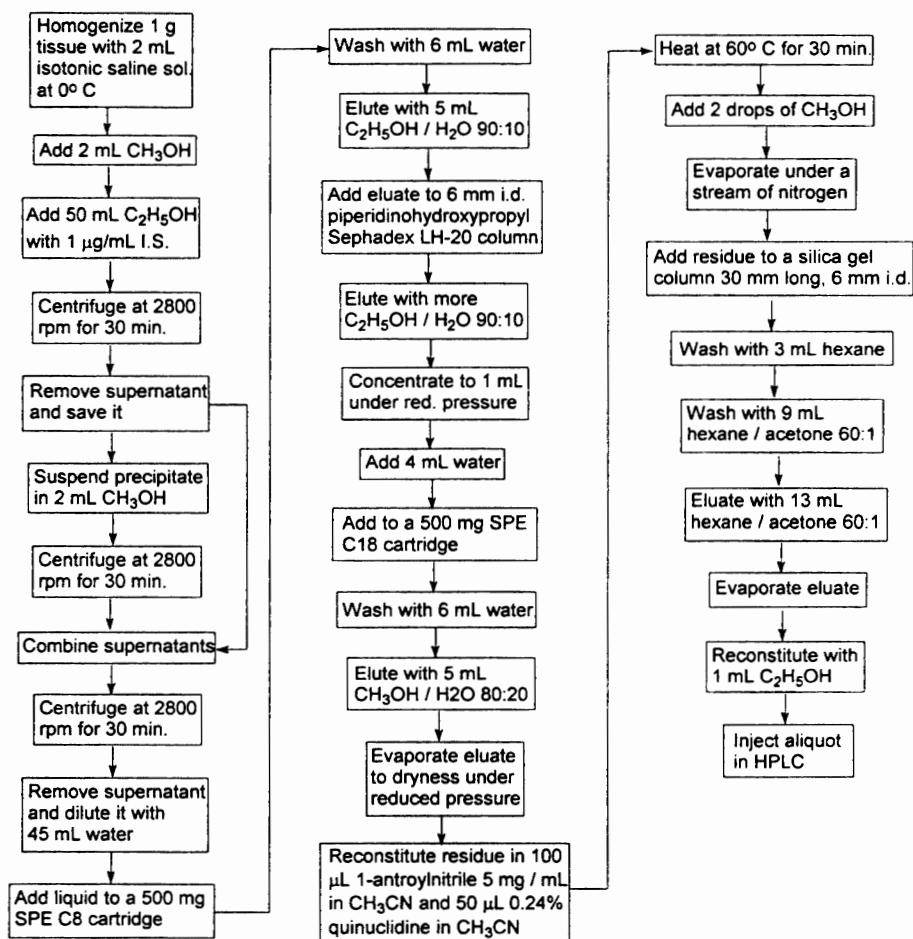 Homogenize 1 g
tissue with 2 mL
isotonic saline sol.
at 0º C
Add 2 mL CH₃OH
Add 50 mL C₂H₅OH
with 1 µg/mL I.S.
Centrifuge at 2800
rpm for 30 min.
Remove supernatant
and save it
Suspend precipitate
in 2 mL CH₃OH
Centrifuge at 2800
rpm for 30 min.
Combine supernatants
Centrifuge at 2800
rpm for 30 min.
Remove supernatant
and dilute it with
45 mL water
Add liquid to a 500 mg
SPE C8 cartridge
Wash with 6 mL water
Elute with 5 mL
C₂H₅OH / H₂O 90:10
Add eluate to 6 mm i.d.
piperidinohydroxypropyl
Sephadex LH-20 column
Elute with more
C₂H₅OH / H₂O 90:10
Concentrate to 1 mL
under red. pressure
Add 4 mL water
Add to a 500 mg SPE
C18 cartridge
Wash with 6 mL water
Elute with 5 mL
CH₃OH / H2O 80:20
Evaporate eluate
to dryness under
reduced pressure
Reconstitute residue in 100
µL 1-antroylnitrile 5 mg / mL
in CH₃CN and 50 µL 0.24%
quinuclidine in CH₃CN
Heat at 60º C for 30 min.
Add 2 drops of CH₃OH
Evaporate under a
stream of nitrogen
Add residue to a silica gel
column 30 mm long, 6 mm i.d.
Wash with 3 mL hexane
Wash with 9 mL
hexane / acetone 60:1
Eluate with 13 mL
hexane / acetone 60:1
Evaporate eluate
Reconstitute with
1 mL C₂H₅OH
Inject aliquot
in HPLC